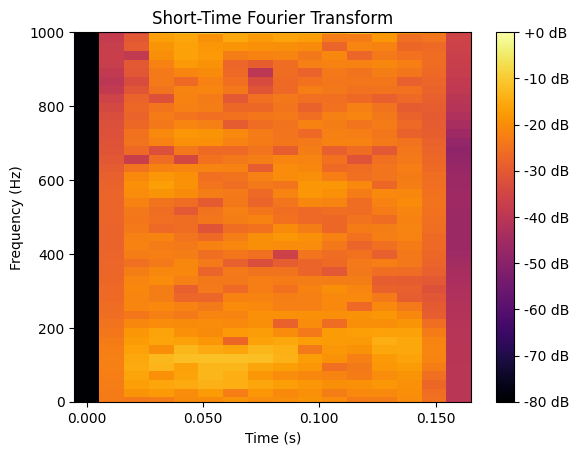 Short-Time Fourier Transform
1000
800
600
400
200
0
Frequency (Hz)
0.000
0.050
0.100
0.150
Time (s)
+0 dB
-10 dB
-20 dB
-30 dB
-40 dB
-50 dB
-60 dB
-70 dB
-80 dB